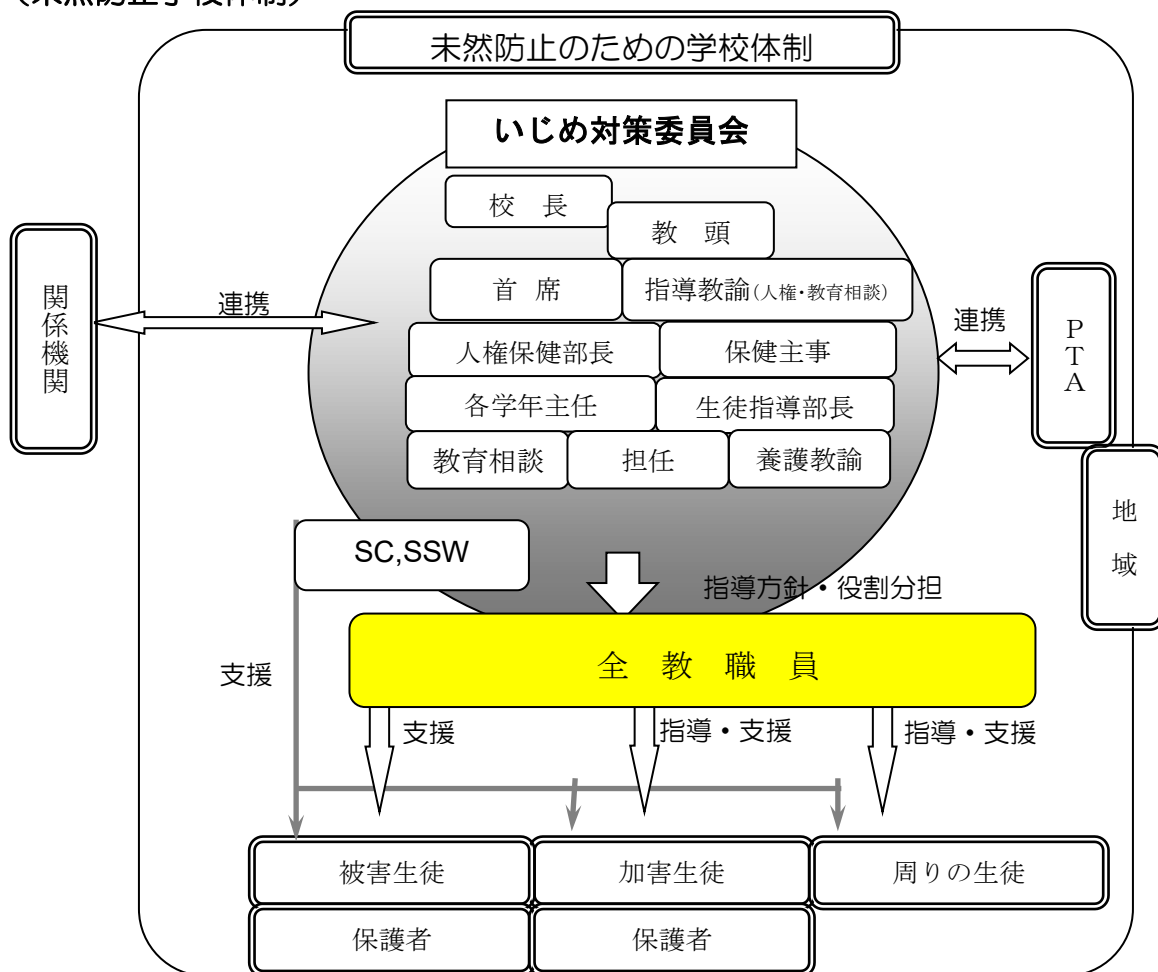 （未然防止学校体制）
未然防止のための学校体制
いじめ対策委員会
校　長
教　頭
首　席
指導教諭(人権・教育相談)
人権保健部長
保健主事
各学年主任
生徒指導部長
教育相談
担任
養護教諭
関係機関
連携
連携
PTA
地　域
SC,SSW
指導方針・役割分担
全　教　職　員
支援
支援
指導・支援
指導・支援
被害生徒
加害生徒
周りの生徒
保護者
保護者